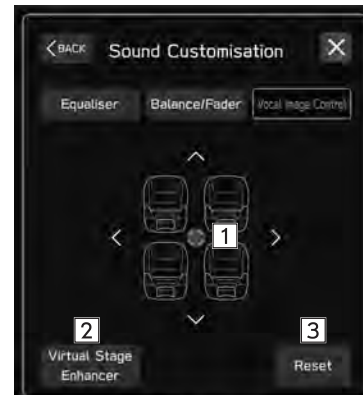 BACK Sound Customisation
Equaliser Balance/Fader Vocal Image Control
1
2 3
Virtual Stage
Enhancer
Reset